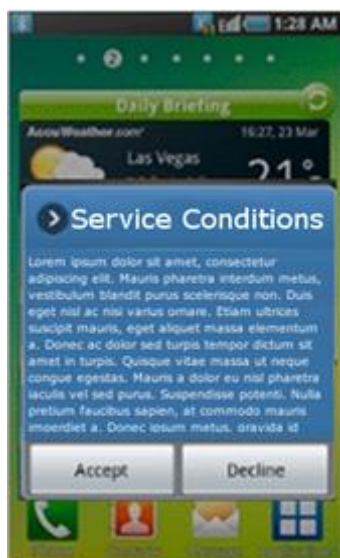 1:28 AM
2
Daily Briefing
AccuWeather.com 16:27, 23 Mar
Las Vegas
21°
Service Conditions
Lorem ipsum dolor sit amet, consectetur
adipiscing elit. Mauris pharetra interdum metus,
vestibulum blandit purus scelerisque non. Duis
eget nisl ac nisi varius ornare. Etiam ultrices
suscipit mauris, eget aliquet massa elementum
a. Donec ac dolor sed turpis tempor dictum sit
amet in turpis. Quisque vitae massa ut neque
congue egestas. Mauris a dolor eu nisl pharetra
iaculis vel sed purus. Suspendisse potenti. Nulla
pretium faucibus sapien, at commodo mauris
imperdiet a. Donec ipsum metus, gravida id
Accept Decline